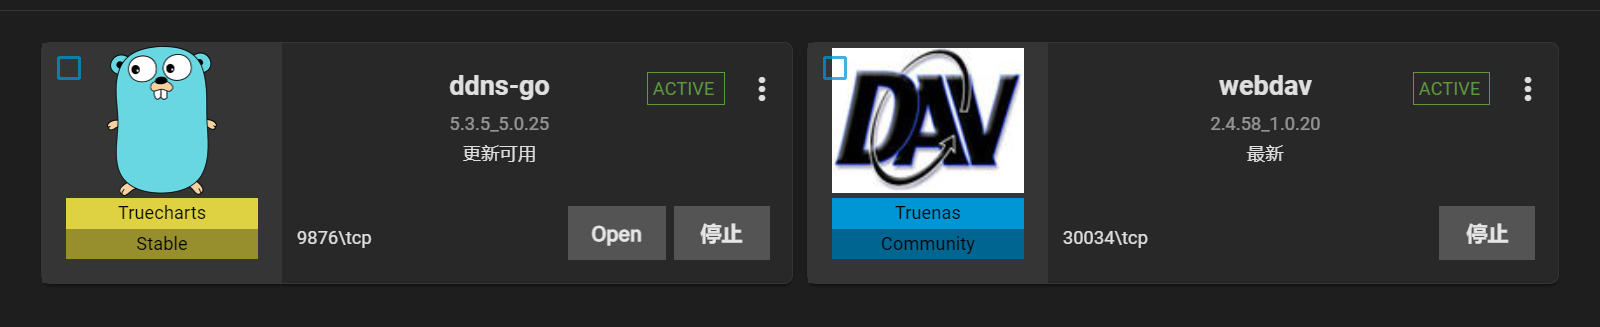 ddns-go
ACTIVE
5.3.5_5.0.25
更新可用
Truecharts
Stable
9876\tcp
Open
停止
DAV
webdav
ACTIVE
2.4.58_1.0.20
最新
Truenas
Community
30034\tcp
停止